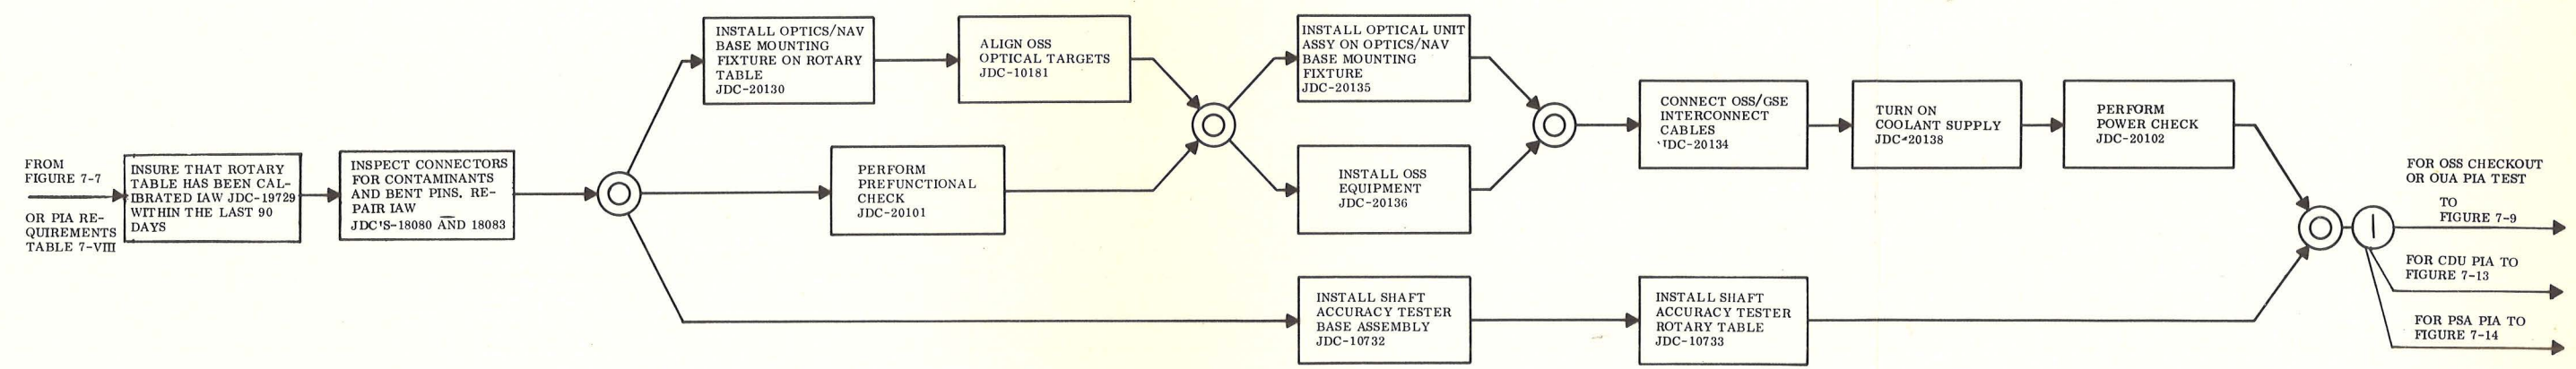 FROM
FIGURE 7-7
OR PIA RE-
QUIREMENTS
TABLE 7-VIII
INSURE THAT ROTARY
TABLE HAS BEEN CAL-
IBRATED IAW JDC-19729
WITHIN THE LAST 90
DAYS
INSPECT CONNECTORS
FOR CONTAMINANTS
AND BENT PINS. RE-
PAIR IAW
JDC'S-18080 AND 18083
INSTALL OPTICS/NAV
BASE MOUNTING
FIXTURE ON ROTARY
TABLE
JDC-20130
ALIGN OSS
OPTICAL TARGETS
JDC-10181
PERFORM
PREFUNCTIONAL
CHECK
JDC-20101
INSTALL OPTICAL UNIT
ASSY ON OPTICS/NAV
BASE MOUNTING
FIXTURE
JDC-20135
INSTALL OSS
EQUIPMENT
JDC-20136
INSTALL SHAFT
ACCURACY TESTER
BASE ASSEMBLY
JDC-10732
CONNECT OSS/GSE
INTERCONNECT
CABLES
JDC-20134
INSTALL SHAFT
ACCURACY TESTER
ROTARY TABLE
JDC-10733
TURN ON
COOLANT SUPPLY
JDC-20138
PERFORM
POWER CHECK
JDC-20102
FOR OSS CHECKOUT
OR OUA PIA TEST
TO
FIGURE 7-9
FOR CDU PIA TO
FIGURE 7-13
FOR PSA PIA TO
FIGURE 7-14